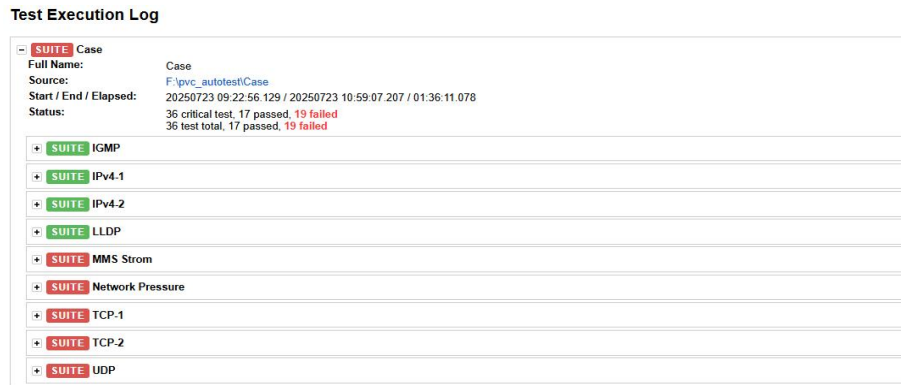 Test Execution Log
SUITE Case
Full Name: Case
Source: F:\pvc_autotest\Case
Start / End / Elapsed: 20250723 09:22:56.129 / 20250723 10:59:07.207 / 01:36:11.078
Status: 36 critical test, 17 passed, 19 failed
36 test total, 17 passed, 19 failed
SUITE IGMP
SUITE IPv4-1
SUITE IPv4-2
SUITE LLDP
SUITE MMS Strom
SUITE Network Pressure
SUITE TCP-1
SUITE TCP-2
SUITE UDP